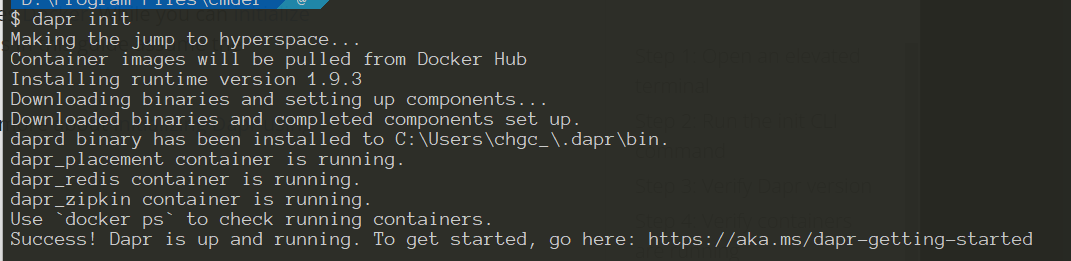 D:\Program Files\Cmder @
$ dapr init
Making the jump to hyperspace...
Container images will be pulled from Docker Hub
Installing runtime version 1.9.3
Downloading binaries and setting up components...
Downloaded binaries and completed components set up.
daprd binary has been installed to C:\Users\chgc_\.dapr\bin.
dapr_placement container is running.
dapr_redis container is running.
dapr_zipkin container is running.
Use `docker ps` to check running containers.
Success! Dapr is up and running. To get started, go here: https://aka.ms/dapr-getting-started